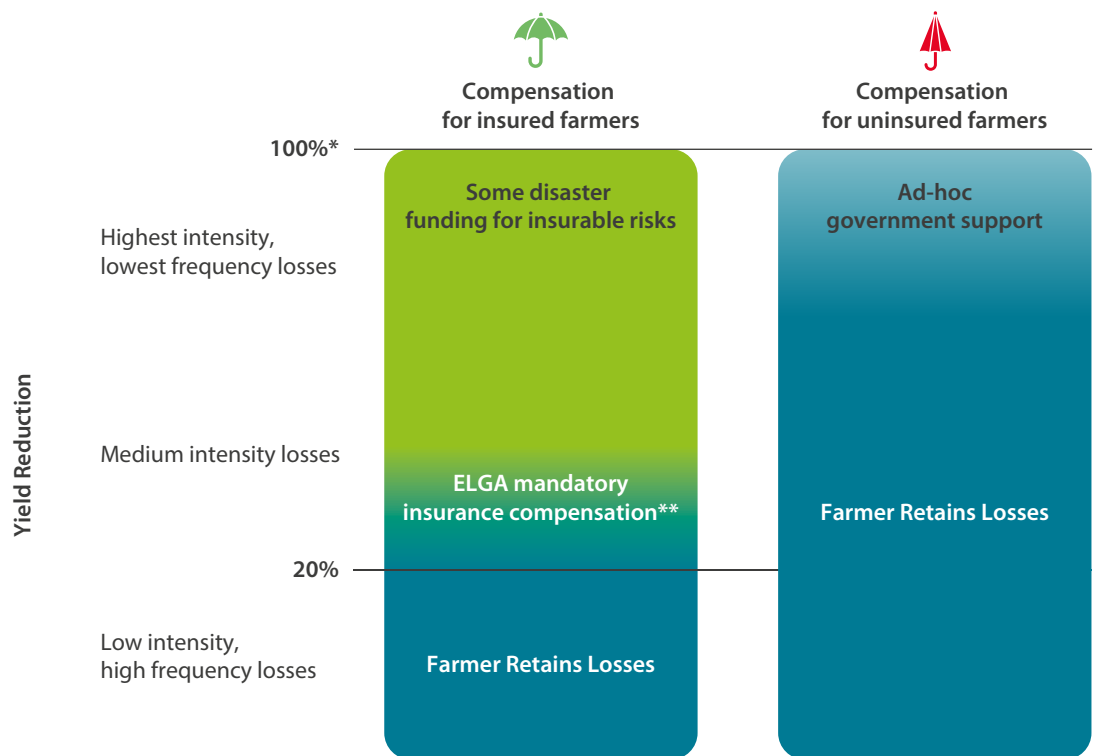 Compensation
for insured farmers
Compensation
for uninsured farmers
100%*
Some disaster
funding for insurable risks
Ad-hoc
government support
Highest intensity,
lowest frequency losses
Yield Reduction
Medium intensity losses
ELGA mandatory
insurance compensation**
Farmer Retains Losses
20%
Low intensity,
high frequency losses
Farmer Retains Losses